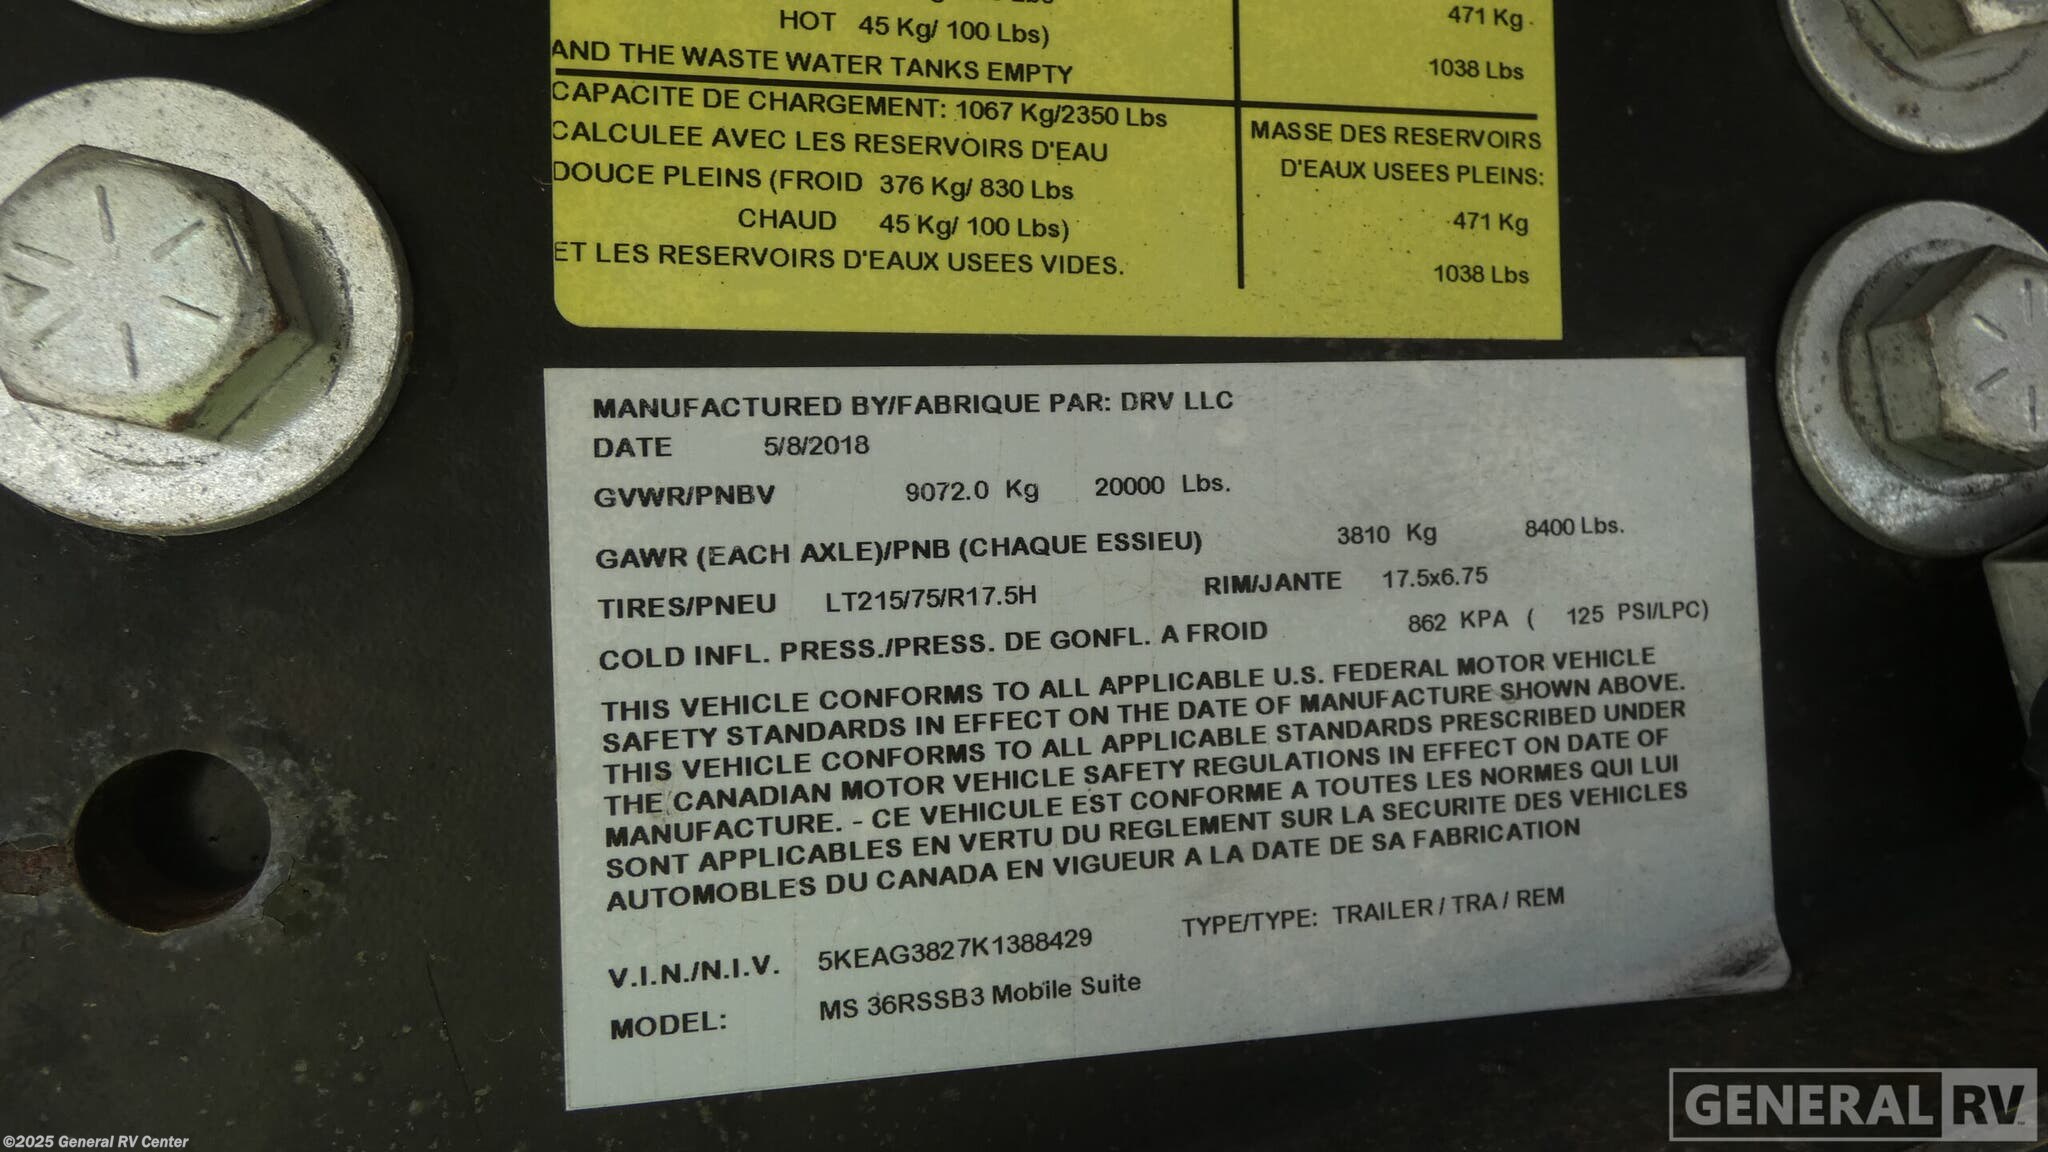 HOT 45 Kg/ 100 Lbs)
471 Kg
AND THE WASTE WATER TANKS EMPTY
1038 Lbs
CAPACITE DE CHARGEMENT: 1067 Kg/2350 Lbs
CALCULEE AVEC LES RESERVOIRS D'EAU
DOUCE PLEINS (FROID 376 Kg/ 830 Lbs
CHAUD 45 Kg/ 100 Lbs)
ET LES RESERVOIRS D'EAUX USEES VIDES.
MASSE DES RESERVOIRS
D'EAUX USEES PLEINS:
471 Kg
1038 Lbs
MANUFACTURED BY/FABRIQUE PAR: DRV LLC
DATE 5/8/2018
GVWR/PNBV 9072.0 Kg 20000 Lbs.
GAWR (EACH AXLE)/PNB (CHAQUE ESSIEU) 3810 Kg 8400 Lbs.
TIRES/PNEU LT215/75/R17.5H RIM/JANTE 17.5x6.75
COLD INFL. PRESS./PRESS. DE GONFL. A FROID 862 KPA ( 125 PSI/LPC)
THIS VEHICLE CONFORMS TO ALL APPLICABLE U.S. FEDERAL MOTOR VEHICLE
SAFETY STANDARDS IN EFFECT ON THE DATE OF MANUFACTURE SHOWN ABOVE.
THIS VEHICLE CONFORMS TO ALL APPLICABLE STANDARDS PRESCRIBED UNDER
THE CANADIAN MOTOR VEHICLE SAFETY REGULATIONS IN EFFECT ON DATE OF
MANUFACTURE. - CE VEHICULE EST CONFORME A TOUTES LES NORMES QUI LUI
SONT APPLICABLES EN VERTU DU REGLEMENT SUR LA SECURITE DES VEHICLES
AUTOMOBLES DU CANADA EN VIGUEUR A LA DATE DE SA FABRICATION
V.I.N./N.I.V. 5KEAG3827K1388429 TYPE/TYPE: TRAILER / TRA / REM
MODEL: MS 36RSSB3 Mobile Suite
GENERAL RV
©2025 General RV Center